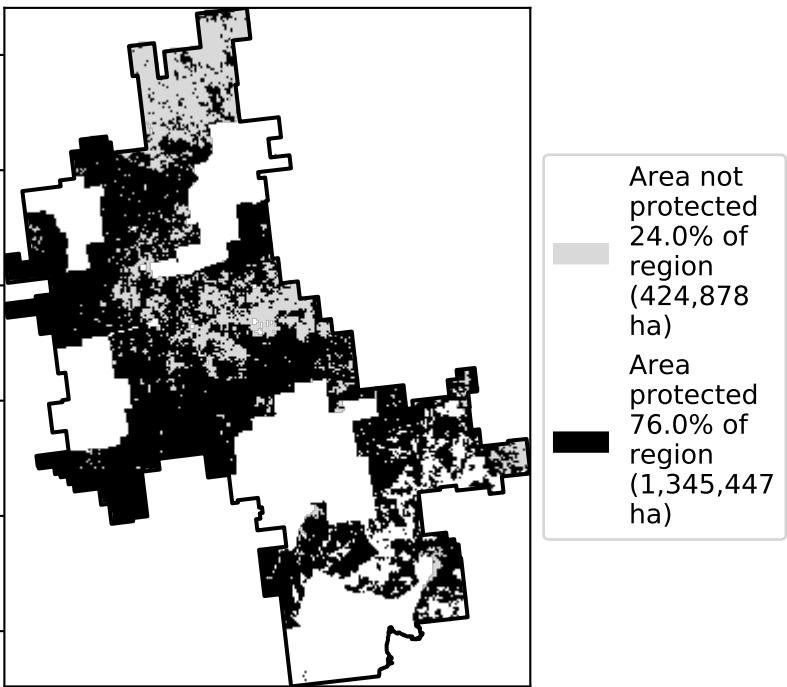 Area not
protected
24.0% of
region
(424,878
ha)
Area
protected
76.0% of
region
(1,345,447
ha)